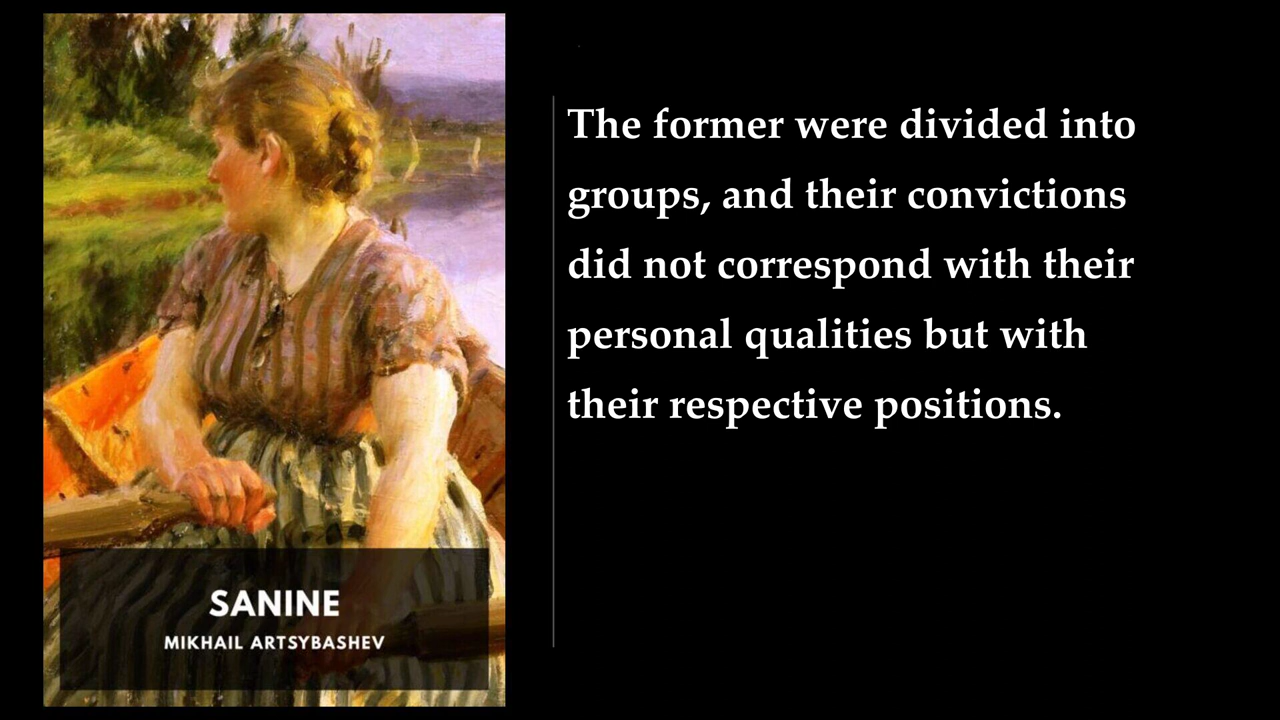 SANINE
MIKHAIL ARTSYBASHEV
The former were divided into
groups, and their convictions
did not correspond with their
personal qualities but with
their respective positions.